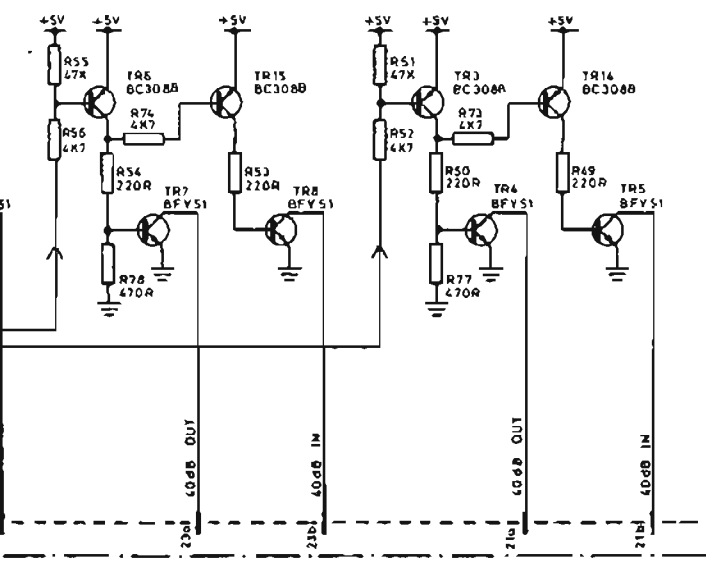 +5V +5V +5V +5V +5V +5V
R55
47K
TR6
BC308B
TR15
BC308B
R51
47K
TR3
BC308B
TR14
BC308B
R56
4K7
R74
4K7
R52
4K7
R73
4K7
R54
220R
R53
220R
R50
220R
R49
220R
TR7
BFY51
TR8
BFY51
TR4
BFY51
TR5
BFY51
51
R78
470R
R77
470R
40dB OUT
40dB IN
40dB OUT
40dB IN
23a
23b
21a
21b